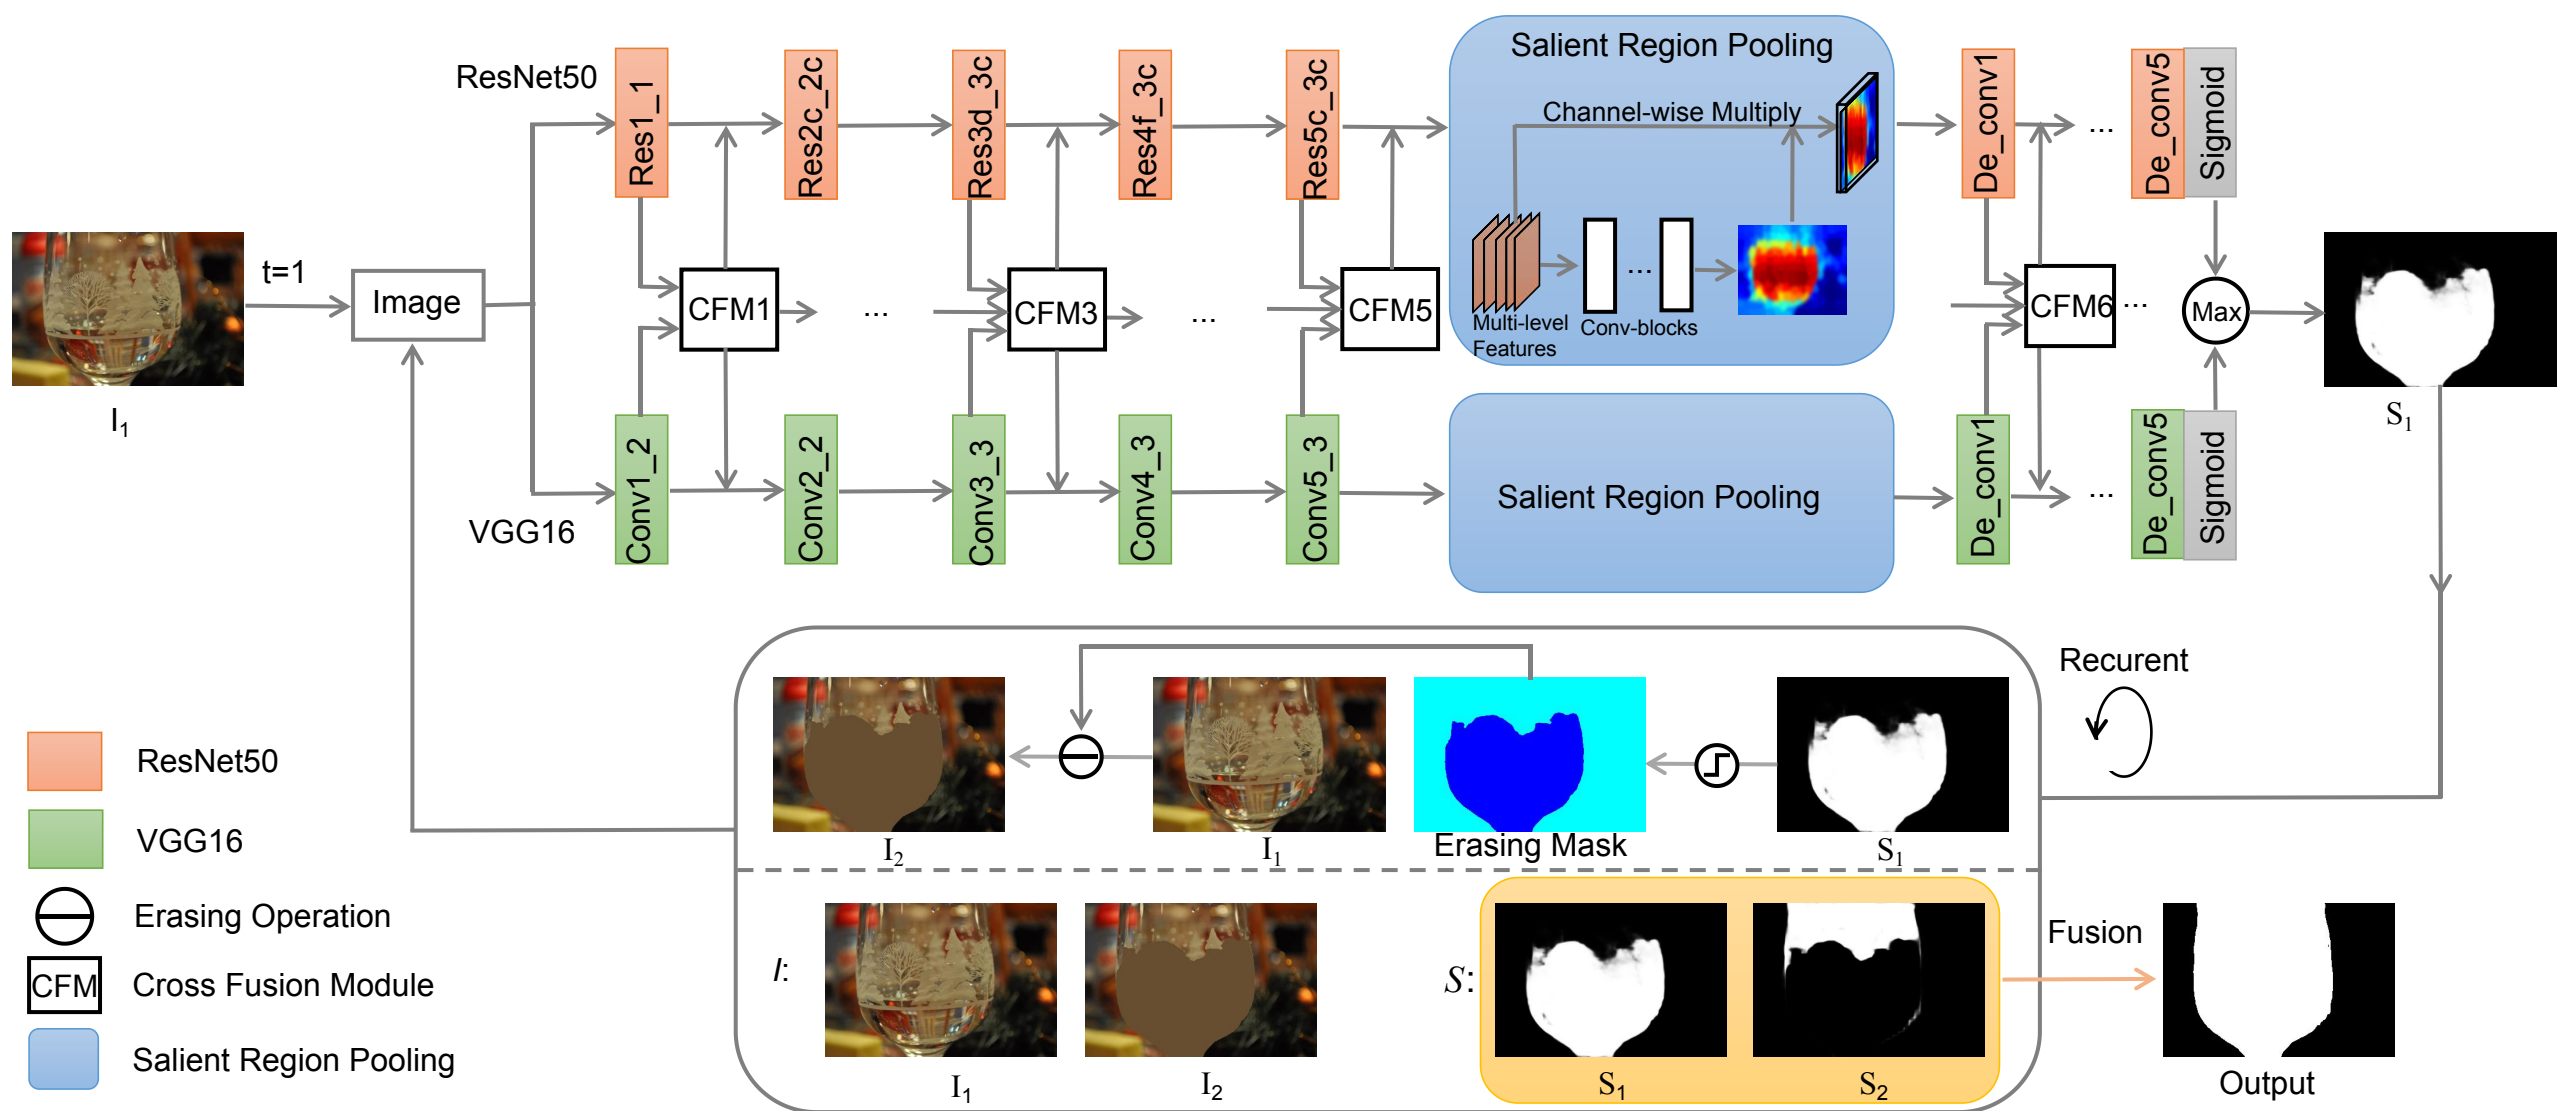 ResNet50
Res1_1
Res2c_2c
Res3d_3c
Res4f_3c
Res5c_3c
Salient Region Pooling
Channel-wise Multiply
Multi-level
Features
Conv-blocks
De_conv1
...
De_conv5
Sigmoid
I1
t=1
Image
CFM1
...
CFM3
...
CFM5
CFM6
...
Max
S1
VGG16
Conv1_2
Conv2_2
Conv3_3
Conv4_3
Conv5_3
Salient Region Pooling
De_conv1
...
De_conv5
Sigmoid
...
Recurent
I2
I1
Erasing Mask
S1
I:
I1
I2
S:
S1
S2
Fusion
Output
ResNet50
VGG16
Erasing Operation
CFM
Cross Fusion Module
Salient Region Pooling